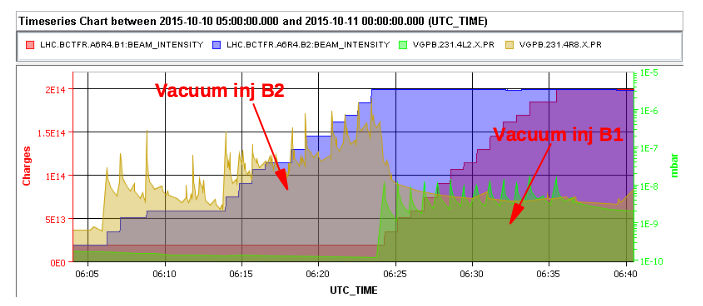 Timeseries Chart between 2015-10-10 05:00:00.000 and 2015-10-11 00:00:00.000 (UTC_TIME)
LHC.BCTFR.A6R4.B1:BEAM_INTENSITY LHC.BCTFR.A6R4.B2:BEAM_INTENSITY VGPB.231.4L2.X.PR VGPB.231.4R8.X.PR
2E14
1.5E14
1E14
5E13
0E0
Charges
Vacuum inj B2
Vacuum inj B1
1E-5
1E-6
1E-7
1E-8
1E-9
1E-10
mbar
06:05 06:10 06:15 06:20 06:25 06:30 06:35 06:40
UTC_TIME